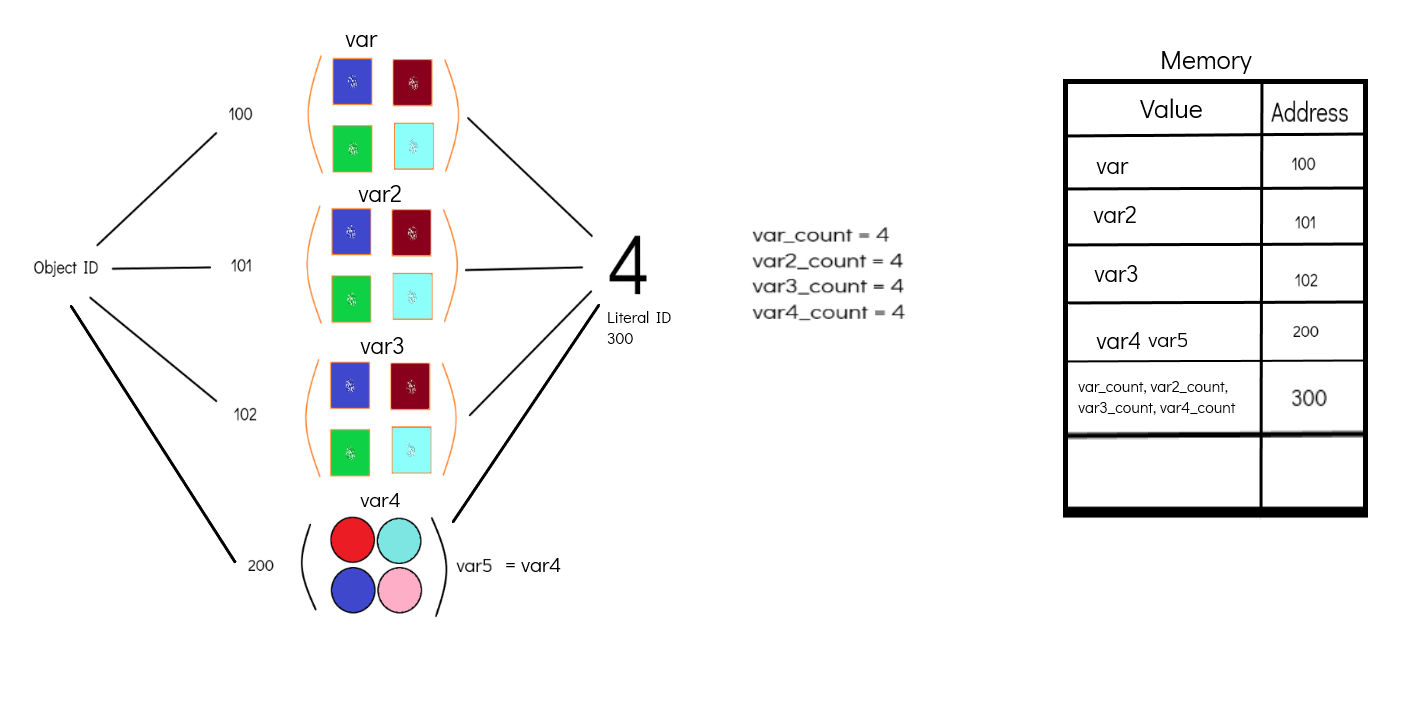 var
100
var2
Object ID
101
var3
102
var4
200
var5 = var4
4
Literal ID
300
var_count = 4
var2_count = 4
var3_count = 4
var4_count = 4
Memory
Value Address
var 100
var2 101
var3 102
var4 var5 200
var_count, var2_count,
var3_count, var4_count
300